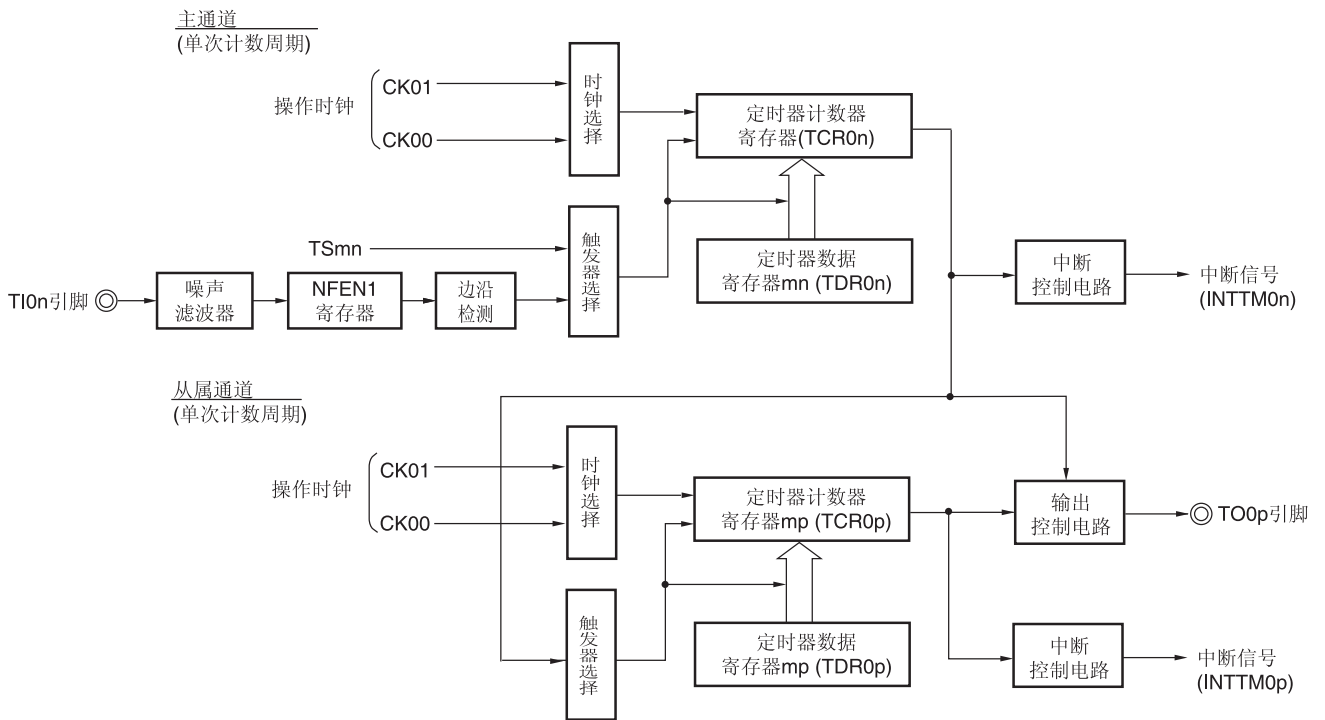 主通道
(单次计数周期)
操作时钟
CK01
CK00
时钟选择
定时器计数器
寄存器(TCR0n)
TSmn
触发器选择
定时器数据
寄存器mn (TDR0n)
中断
控制电路
中断信号
(INTTM0n)
TI0n引脚
噪声
滤波器
NFEN1
寄存器
边沿
检测
从属通道
(单次计数周期)
操作时钟
CK01
CK00
时钟选择
定时器计数器
寄存器mp (TCR0p)
输出
控制电路
TO0p引脚
触发器选择
定时器数据
寄存器mp (TDR0p)
中断
控制电路
中断信号
(INTTM0p)